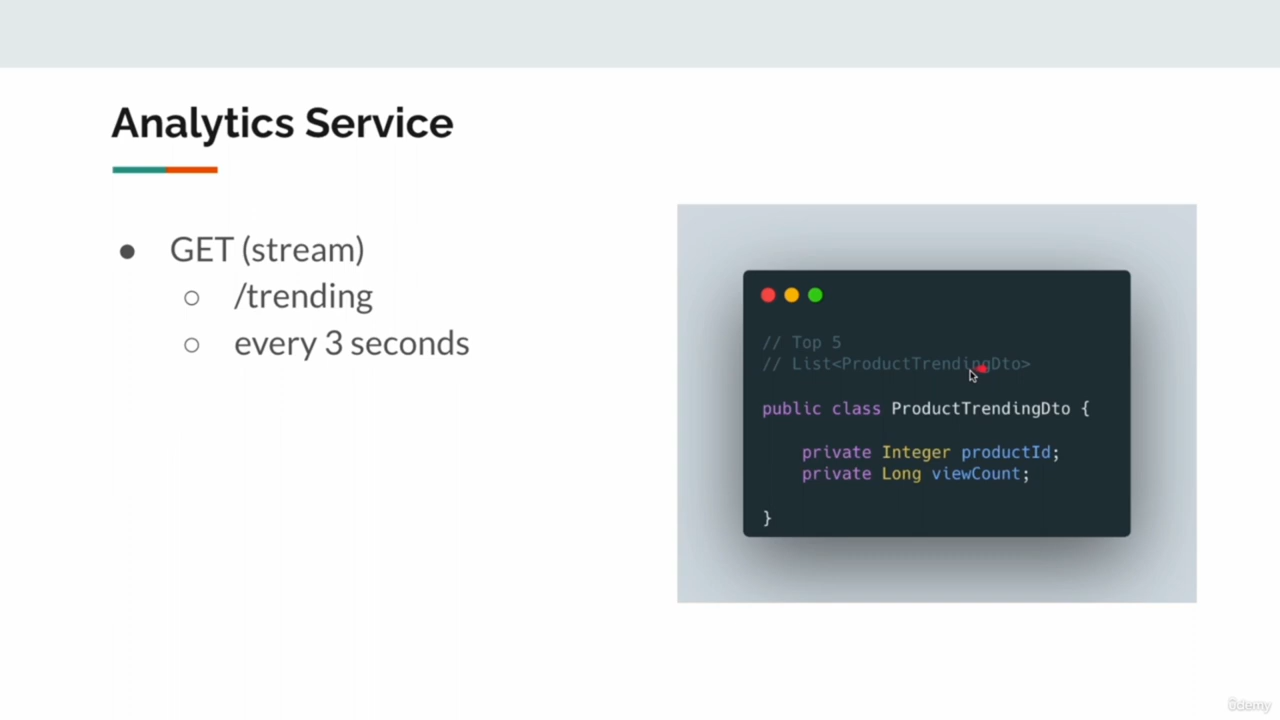 Analytics Service
● GET (stream)
○ /trending
○ every 3 seconds
// Top 5
// List<ProductTrendingDto>
public class ProductTrendingDto {
private Integer productId;
private Long viewCount;
}
ûdemy